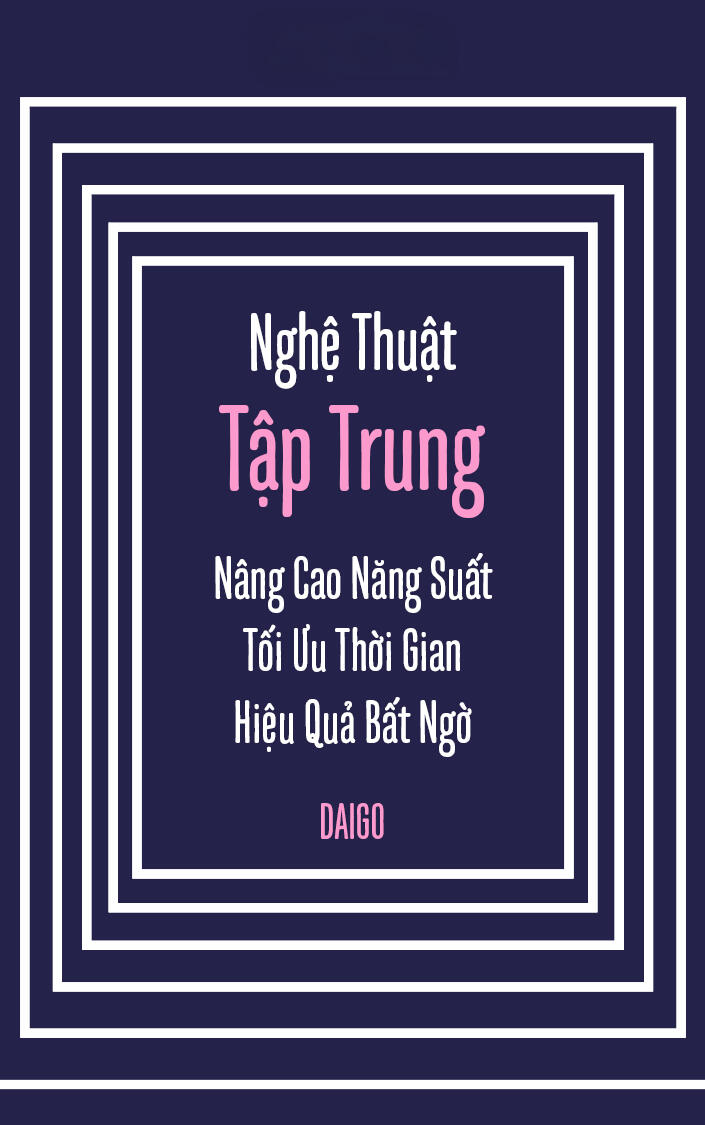 Nghệ Thuật
Tập Trung
Nâng Cao Năng Suất
Tối Ưu Thời Gian
Hiệu Quả Bất Ngờ
DAIGO